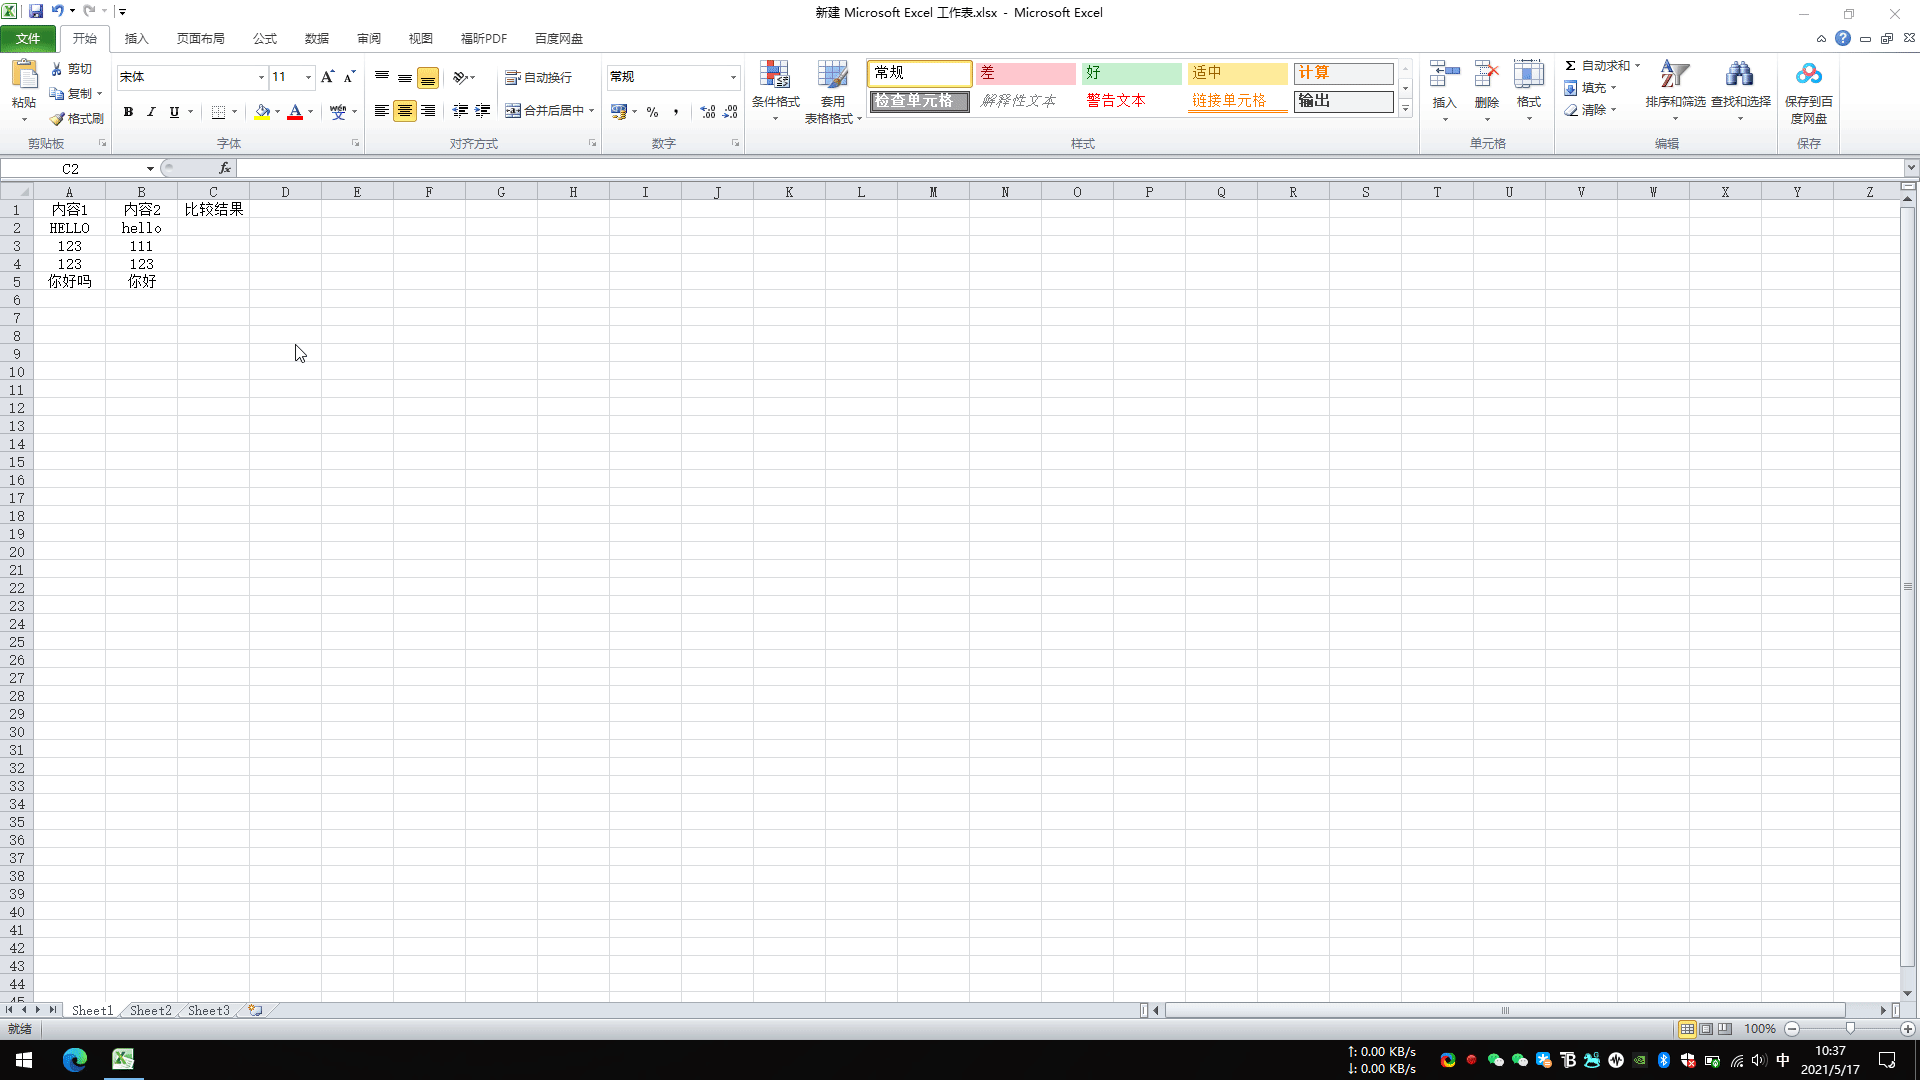 新建 Microsoft Excel 工作表.xlsx - Microsoft Excel
文件 开始 插入 页面布局 公式 数据 审阅 视图 福昕PDF 百度网盘
粘贴 剪切 复制 格式刷
剪贴板
宋体 11
B I U wén
字体
自动换行
合并后居中
对齐方式
常规
% ,
数字
条件格式 套用
表格格式
常规 差 好 适中 计算
检查单元格 解释性文本 警告文本 链接单元格 输出
样式
插入 删除 格式
单元格
Σ 自动求和
填充
清除
排序和筛选 查找和选择
编辑
保存到百
度网盘
保存
C2 fx
A B C D E F G H I J K L M N O P Q R S T U V W X Y Z
1 内容1 内容2 比较结果
2 HELLO hello
3 123 111
4 123 123
5 你好吗 你好
6
7
8
9
10
11
12
13
14
15
16
17
18
19
20
21
22
23
24
25
26
27
28
29
30
31
32
33
34
35
36
37
38
39
40
41
42
43
44
45
Sheet1 Sheet2 Sheet3
就绪 100%
↑: 0.00 KB/s
↓: 0.00 KB/s
中
10:37
2021/5/17